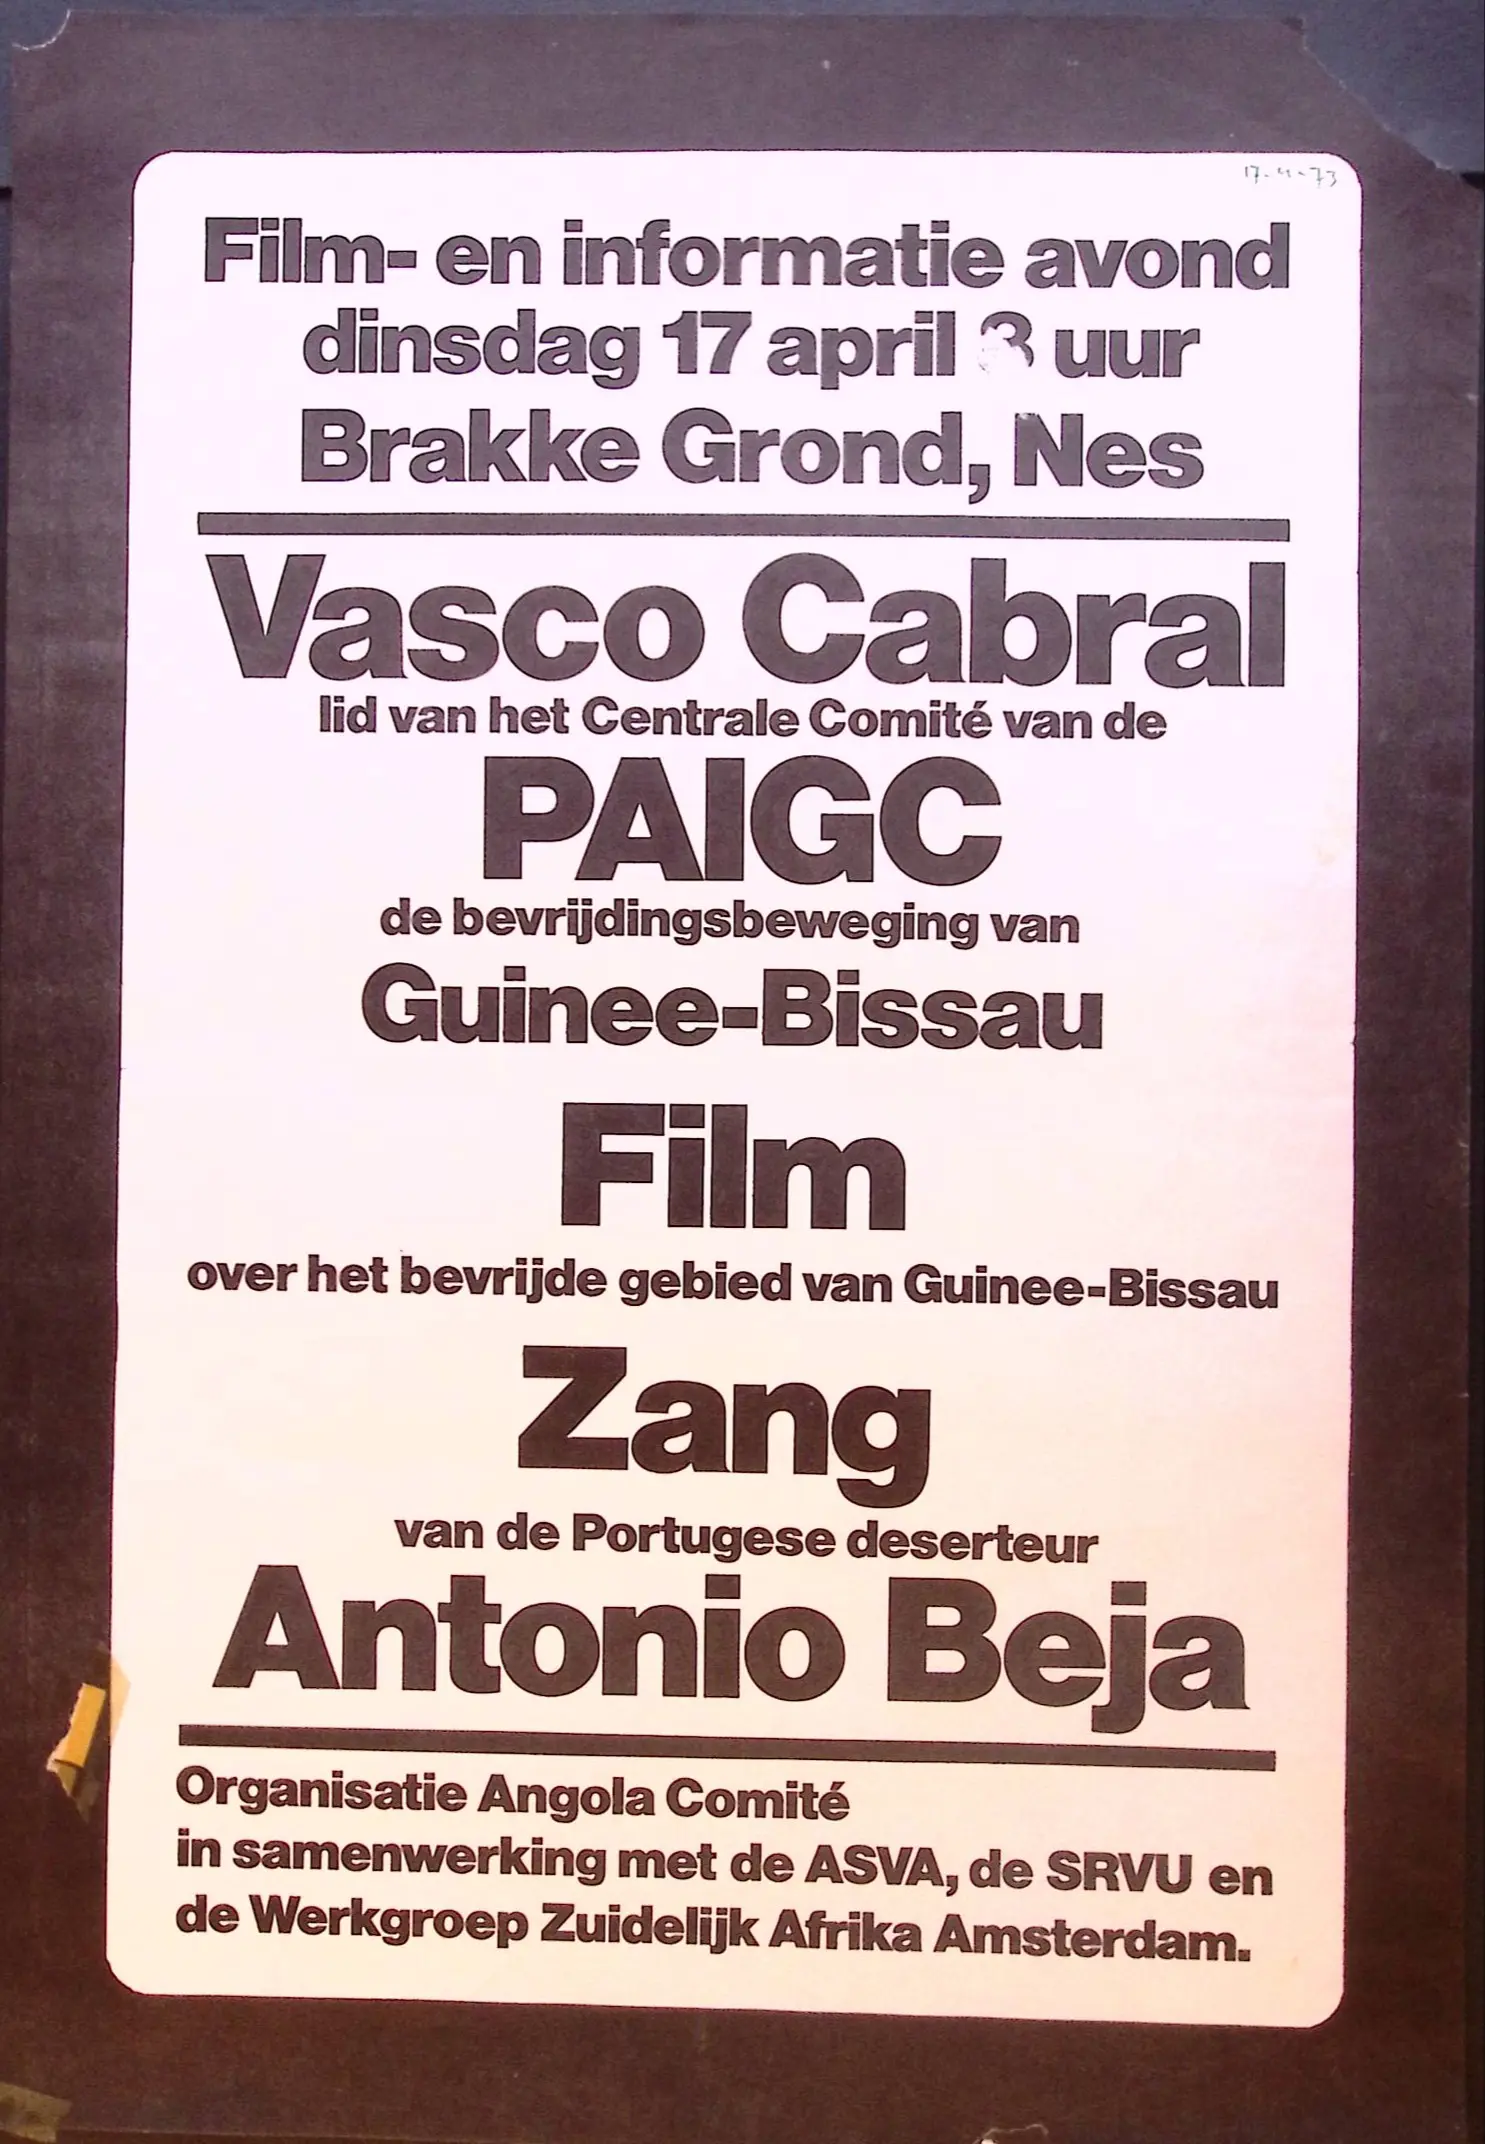 17-4-73
Film- en informatie avond
dinsdag 17 april uur
Brakke Grond, Nes
Vasco Cabral
lid van het Centrale Comité van de
PAIGC
de bevrijdingsbeweging van
Guinee-Bissau
Film
over het bevrijde gebied van Guinee-Bissau
Zang
van de Portugese deserteur
Antonio Beja
Organisatie Angola Comité
in samenwerking met de ASVA, de SRVU en
de Werkgroep Zuidelijk Afrika Amsterdam.